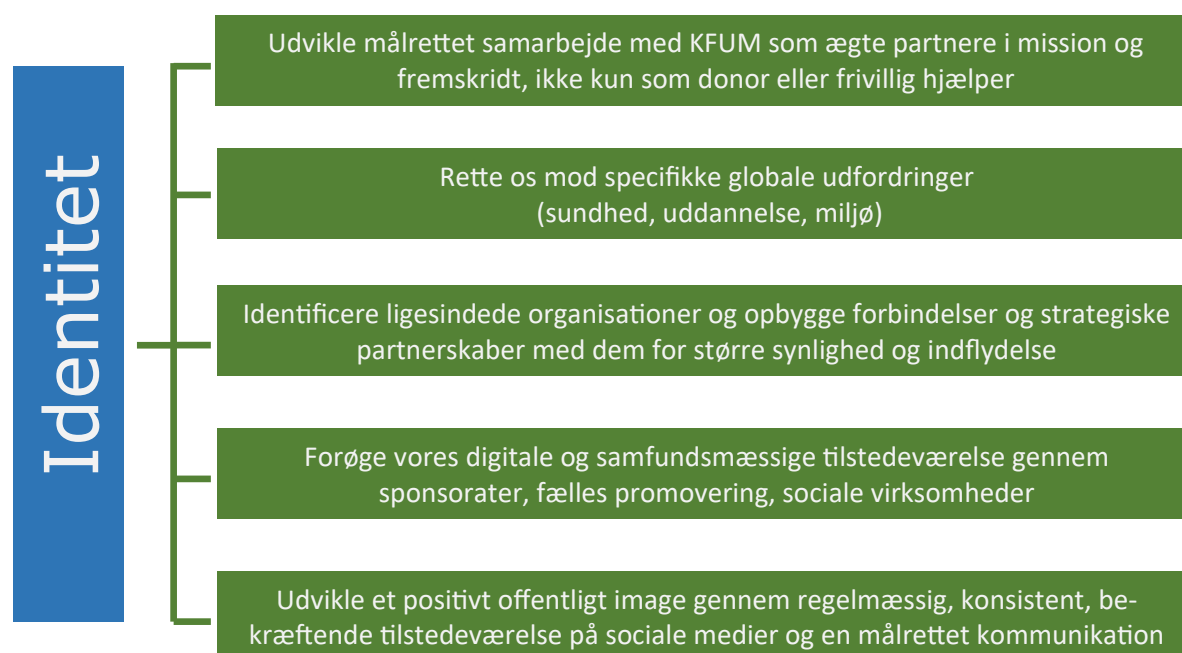 Identitet
Udvikle målrettet samarbejde med KFUM som ægte partnere i mission og
fremskridt, ikke kun som donor eller frivillig hjælper
Rette os mod specifikke globale udfordringer
(sundhed, uddannelse, miljø)
Identificere ligesindede organisationer og opbygge forbindelser og strategiske
partnerskaber med dem for større synlighed og indflydelse
Forøge vores digitale og samfundsmæssige tilstedeværelse gennem
sponsorater, fælles promovering, sociale virksomheder
Udvikle et positivt offentligt image gennem regelmæssig, konsistent, be-
kræftende tilstedeværelse på sociale medier og en målrettet kommunikation